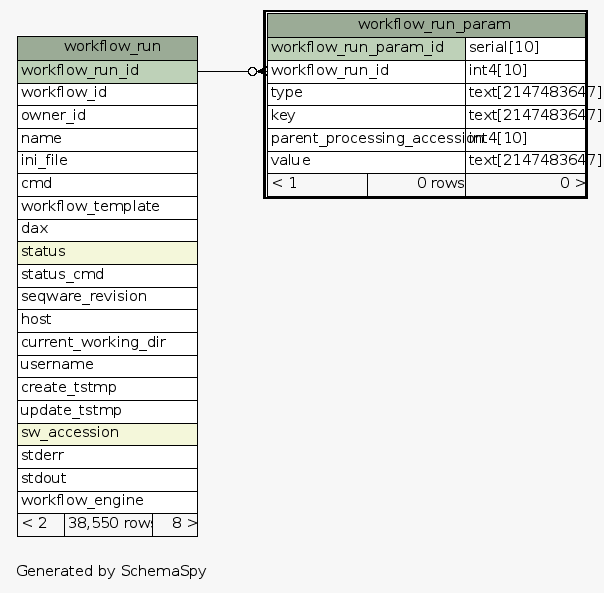 workflow_run
workflow_run_id
workflow_id
owner_id
name
ini_file
cmd
workflow_template
dax
status
status_cmd
seqware_revision
host
current_working_dir
username
create_tstmp
update_tstmp
sw_accession
stderr
stdout
workflow_engine
< 2 38,550 rows 8 >
workflow_run_param
workflow_run_param_id serial[10]
workflow_run_id int4[10]
type text[2147483647]
key text[2147483647]
parent_processing_accession int4[10]
value text[2147483647]
< 1 0 rows 0 >
Generated by SchemaSpy